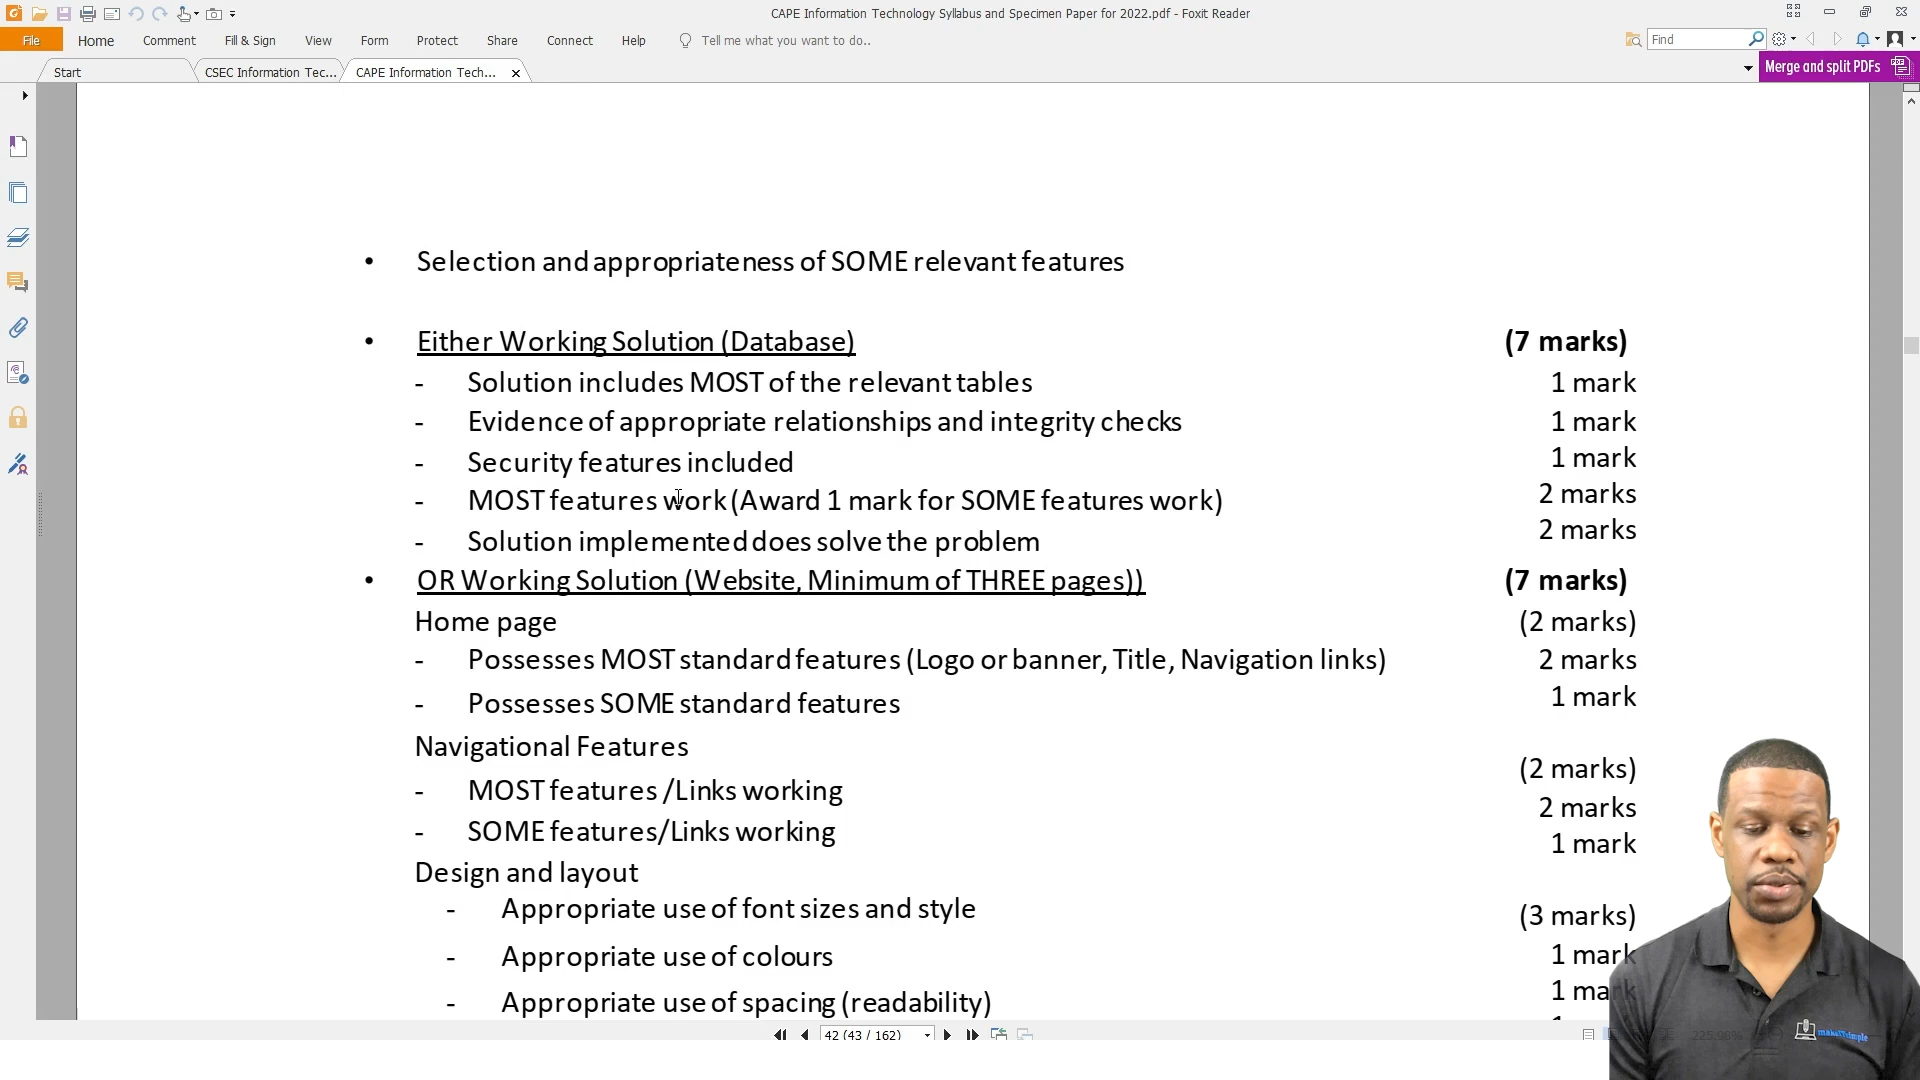 CAPE Information Technology Syllabus and Specimen Paper for 2022.pdf - Foxit Reader
File Home Comment Fill & Sign View Form Protect Share Connect Help Tell me what you want to do.. Find
Start CSEC Information Tec... CAPE Information Tech... Merge and split PDFs
• Selection and appropriateness of SOME relevant features
• Either Working Solution (Database) (7 marks)
- Solution includes MOST of the relevant tables 1 mark
- Evidence of appropriate relationships and integrity checks 1 mark
- Security features included 1 mark
- MOST features work (Award 1 mark for SOME features work) 2 marks
- Solution implemented does solve the problem 2 marks
• OR Working Solution (Website, Minimum of THREE pages)) (7 marks)
Home page (2 marks)
- Possesses MOST standard features (Logo or banner, Title, Navigation links) 2 marks
- Possesses SOME standard features 1 mark
Navigational Features (2 marks)
- MOST features /Links working 2 marks
- SOME features/Links working 1 mark
Design and layout (3 marks)
- Appropriate use of font sizes and style 1 mark
- Appropriate use of colours 1 mark
- Appropriate use of spacing (readability)
42 (43 / 162)